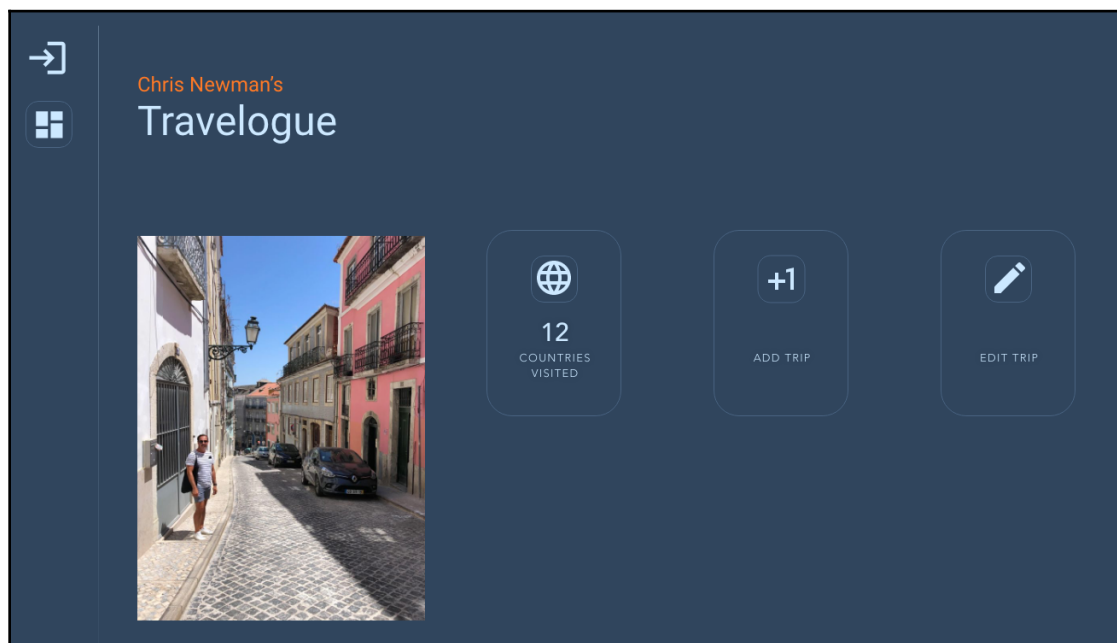 Chris Newman's
Travelogue
12
COUNTRIES
VISITED
+1
ADD TRIP
EDIT TRIP